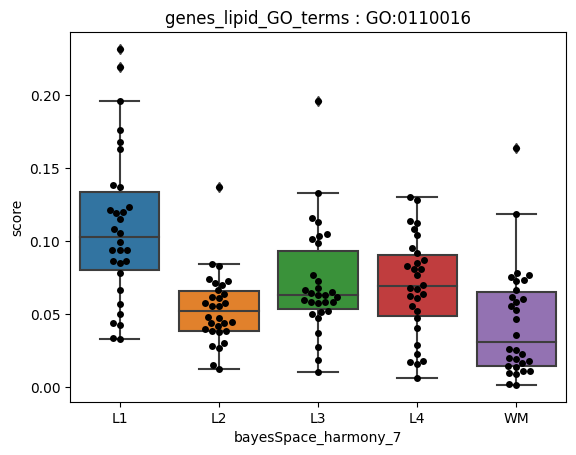 genes_lipid_GO_terms : GO:0110016
score
0.20
0.15
0.10
0.05
0.00
L1 L2 L3 L4 WM
bayesSpace_harmony_7